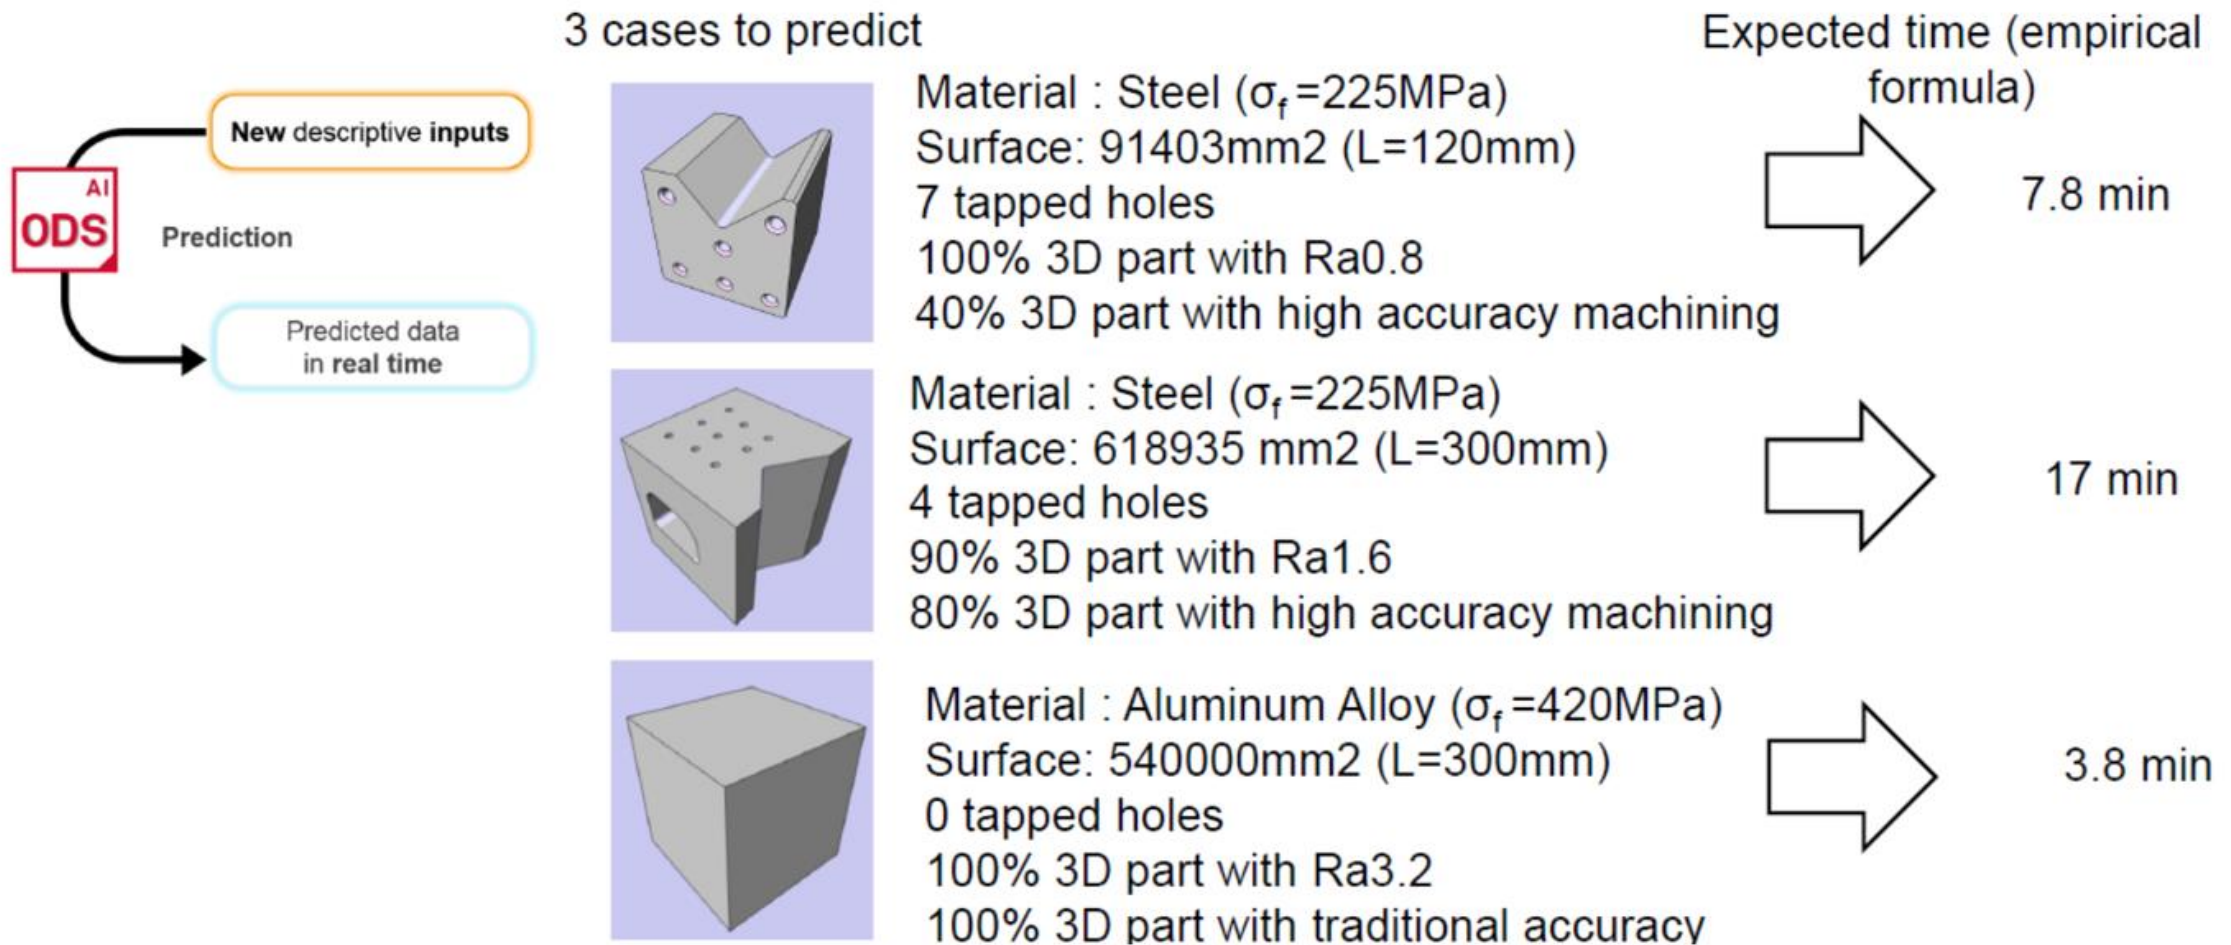 3 cases to predict
Expected time (empirical
formula)
New descriptive inputs
AI
ODS
Prediction
Predicted data
in real time
Material : Steel (σf =225MPa)
Surface: 91403mm2 (L=120mm)
7 tapped holes
100% 3D part with Ra0.8
40% 3D part with high accuracy machining
7.8 min
Material : Steel (σf =225MPa)
Surface: 618935 mm2 (L=300mm)
4 tapped holes
90% 3D part with Ra1.6
80% 3D part with high accuracy machining
17 min
Material : Aluminum Alloy (σf =420MPa)
Surface: 540000mm2 (L=300mm)
0 tapped holes
100% 3D part with Ra3.2
100% 3D part with traditional accuracy
3.8 min